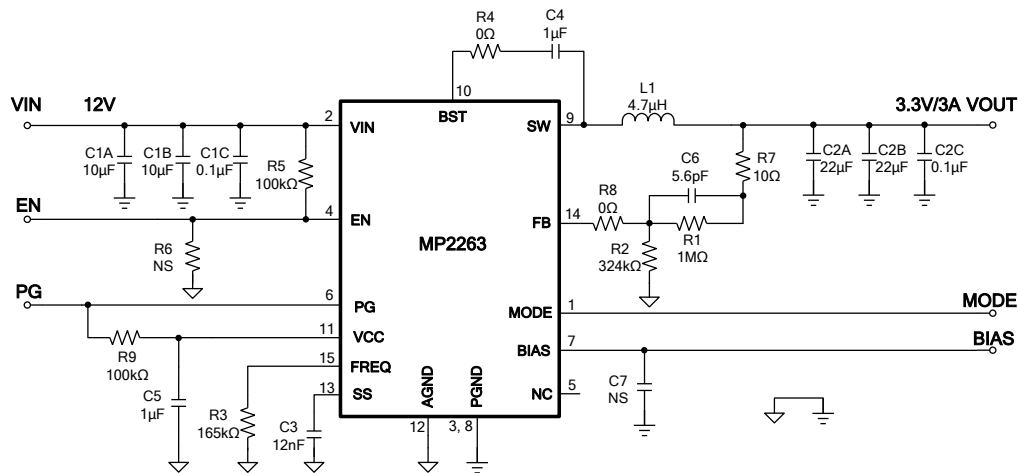 R4
0Ω
C4
1µF
10
BST
VIN
12V
2
VIN
SW
9
L1
4.7µH
3.3V/3A VOUT
C1A
10µF
C1B
10µF
C1C
0.1µF
R5
100kΩ
C6
5.6pF
R7
10Ω
C2A
22µF
C2B
22µF
C2C
0.1µF
EN
4
EN
FB
14
R8
0Ω
R6
NS
MP2263
R2
324kΩ
R1
1MΩ
PG
6
PG
MODE
1
MODE
11
VCC
BIAS
7
BIAS
R9
100kΩ
15
FREQ
C5
1µF
R3
165kΩ
13
SS
C3
12nF
AGND
PGND
NC
5
C7
NS
12
3, 8